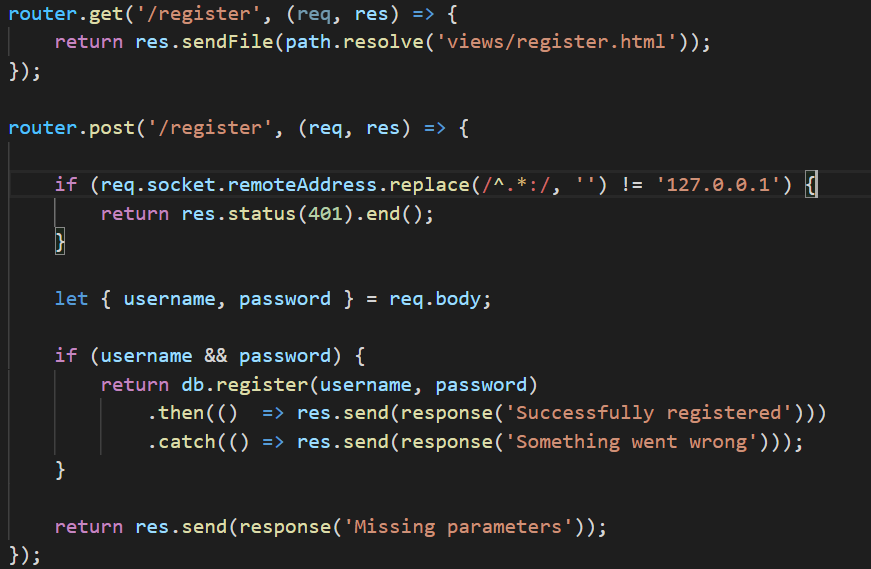 router.get('/register', (req, res) => {
    return res.sendFile(path.resolve('views/register.html'));
});

router.post('/register', (req, res) => {

    if (req.socket.remoteAddress.replace(/^.*:/, '') != '127.0.0.1') {
        return res.status(401).end();
    }

    let { username, password } = req.body;

    if (username && password) {
        return db.register(username, password)
            .then(()  => res.send(response('Successfully registered')))
            .catch(() => res.send(response('Something went wrong')));
    }

    return res.send(response('Missing parameters'));
});